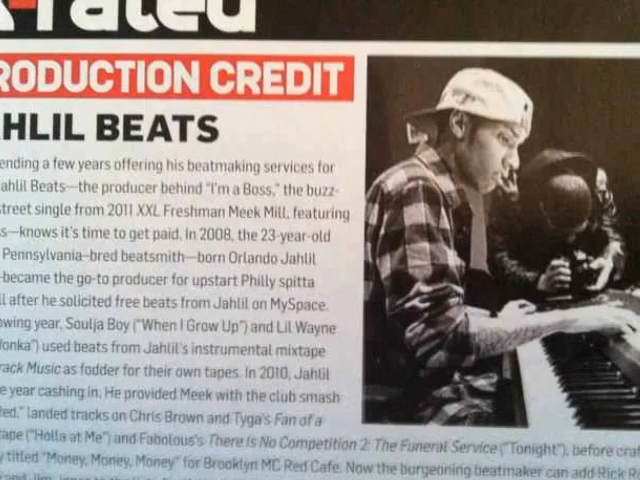 -rated
RODUCTION CREDIT
AHLIL BEATS
ending a few years offering his beatmaking services for
ahlil Beats—the producer behind "I'm a Boss," the buzz-
street single from 2011 XXL Freshman Meek Mill, featuring
s—knows it's time to get paid. In 2008, the 23-year-old
Pennsylvania-bred beatsmith—born Orlando Jahlil
—became the go-to producer for upstart Philly spitta
ll after he solicited free beats from Jahlil on MySpace.
owing year, Soulja Boy ("When I Grow Up") and Lil Wayne
onka") used beats from Jahlil's instrumental mixtape
rack Music as fodder for their own tapes. In 2010, Jahlil
e year cashing in. He provided Meek with the club smash
ed," landed tracks on Chris Brown and Tyga's Fan of a
tape ("Holla at Me") and Fabolous's There Is No Competition 2: The Funeral Service ("Tonight"), before craf
y titled "Money, Money, Money" for Brooklyn MC Red Cafe. Now the burgeoning beatmaker can add Rick R